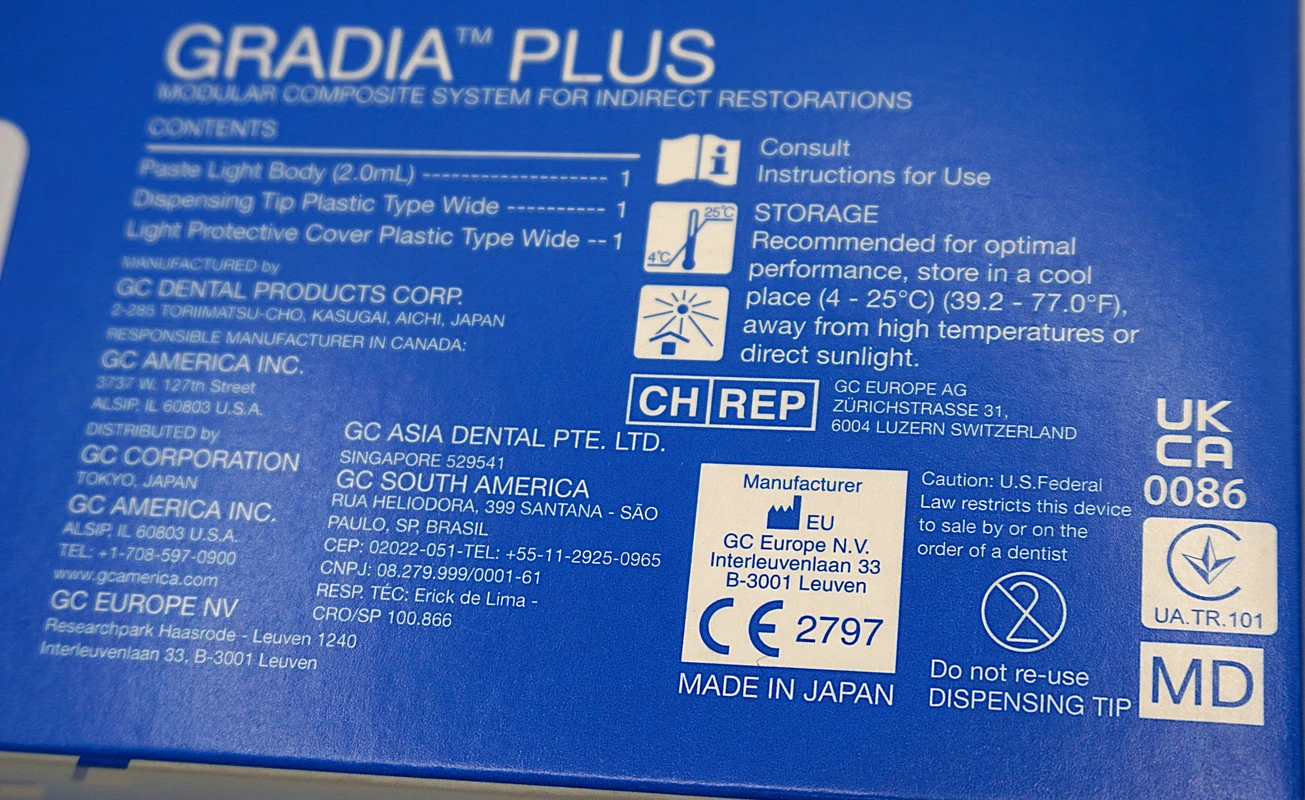 GRADIA™ PLUS
MODULAR COMPOSITE SYSTEM FOR INDIRECT RESTORATIONS
CONTENTS
Paste Light Body (2.0mL) ------------------- 1
Dispensing Tip Plastic Type Wide ---------- 1
Light Protective Cover Plastic Type Wide -- 1
MANUFACTURED by
GC DENTAL PRODUCTS CORP.
2-285 TORIIMATSU-CHO, KASUGAI, AICHI, JAPAN
RESPONSIBLE MANUFACTURER IN CANADA:
GC AMERICA INC.
3737 W. 127th Street
ALSIP, IL 60803 U.S.A.
DISTRIBUTED by
GC CORPORATION
TOKYO, JAPAN
GC AMERICA INC.
ALSIP, IL 60803 U.S.A.
TEL: +1-708-597-0900
www.gcamerica.com
GC EUROPE NV
Researchpark Haasrode - Leuven 1240
Interleuvenlaan 33, B-3001 Leuven
GC ASIA DENTAL PTE. LTD.
SINGAPORE 529541
GC SOUTH AMERICA
RUA HELIODORA, 399 SANTANA - SÃO
PAULO, SP, BRASIL
CEP: 02022-051-TEL: +55-11-2925-0965
CNPJ: 08.279.999/0001-61
RESP. TÉC: Erick de Lima -
CRO/SP 100.866
Consult
Instructions for Use
25°C
4°C
STORAGE
Recommended for optimal
performance, store in a cool
place (4 - 25°C) (39.2 - 77.0°F),
away from high temperatures or
direct sunlight.
CH REP
GC EUROPE AG
ZÜRICHSTRASSE 31,
6004 LUZERN SWITZERLAND
Manufacturer
EU
GC Europe N.V.
Interleuvenlaan 33
B-3001 Leuven
CE 2797
MADE IN JAPAN
Caution: U.S.Federal
Law restricts this device
to sale by or on the
order of a dentist
2
Do not re-use
DISPENSING TIP
UK
CA
0086
UA.TR.101
MD